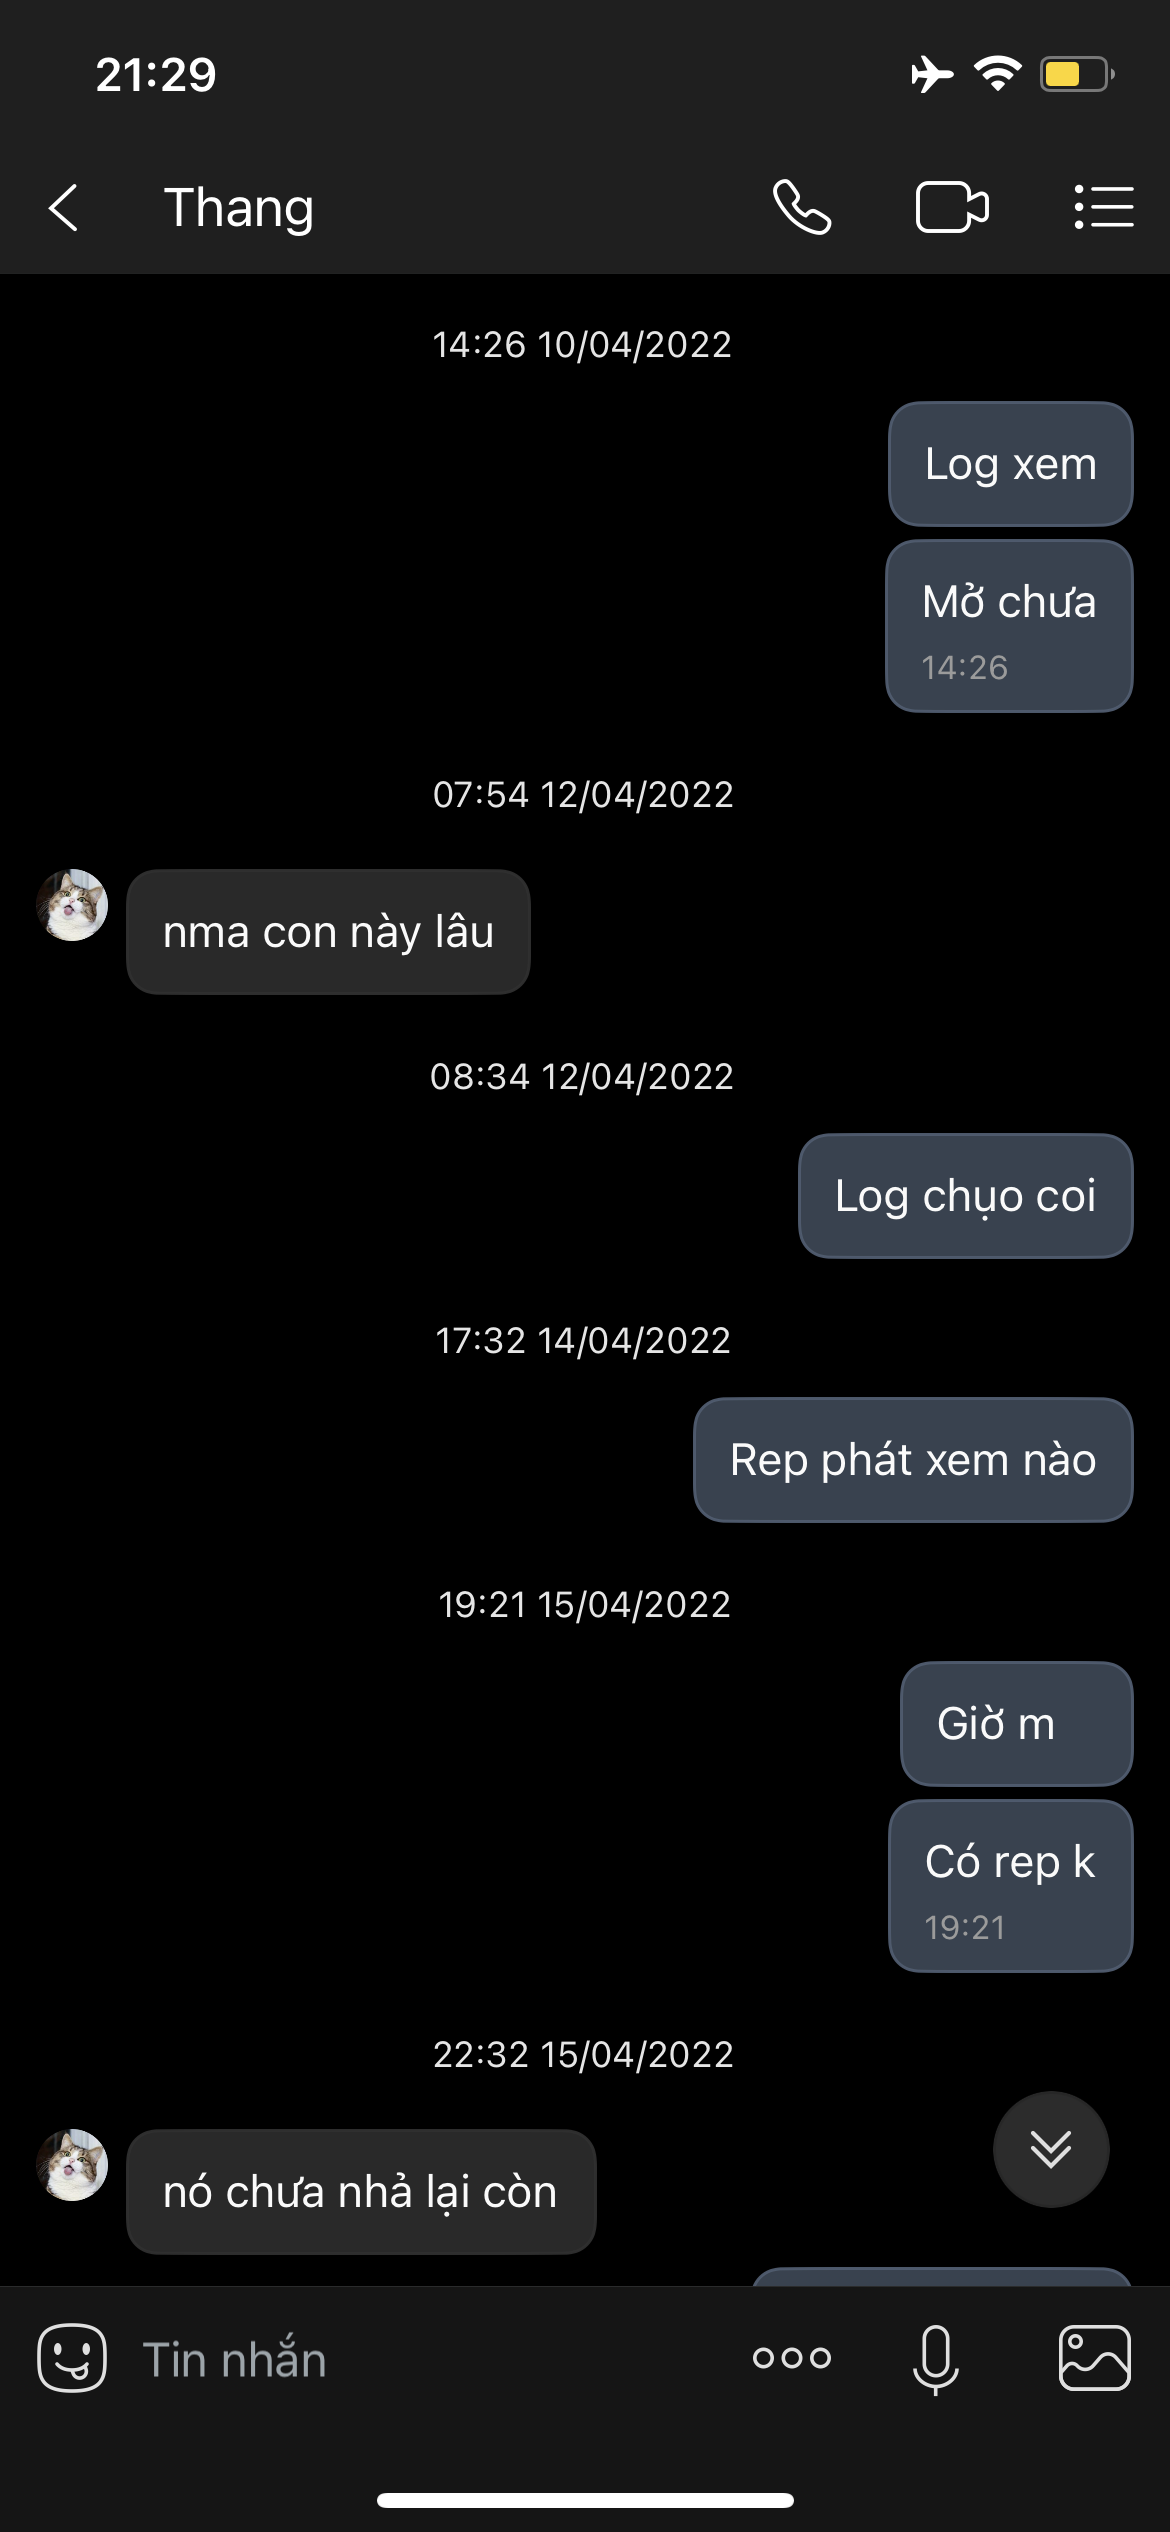 21:29
Thang
14:26 10/04/2022
Log xem
Mở chưa
14:26
07:54 12/04/2022
nma con này lâu
08:34 12/04/2022
Log chụo coi
17:32 14/04/2022
Rep phát xem nào
19:21 15/04/2022
Giờ m
Có rep k
19:21
22:32 15/04/2022
nó chưa nhả lại còn
Tin nhắn